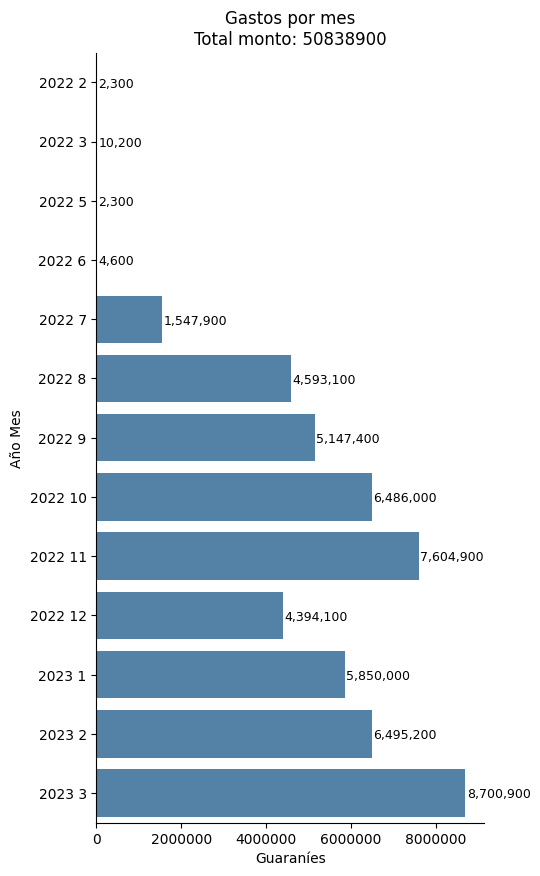 Gastos por mes
Total monto: 50838900
Año Mes
2022 2 2,300
2022 3 10,200
2022 5 2,300
2022 6 4,600
2022 7 1,547,900
2022 8 4,593,100
2022 9 5,147,400
2022 10 6,486,000
2022 11 7,604,900
2022 12 4,394,100
2023 1 5,850,000
2023 2 6,495,200
2023 3 8,700,900
0 2000000 4000000 6000000 8000000
Guaraníes